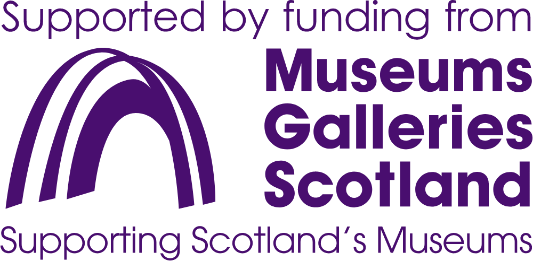 Supported by funding from
Museums
Galleries
Scotland
Supporting Scotland's Museums